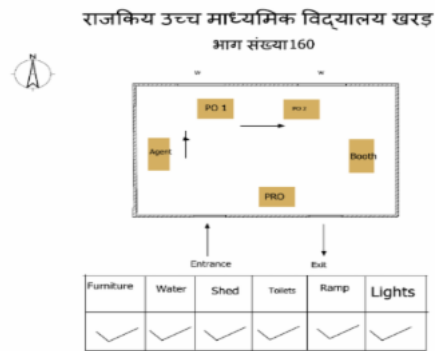 राजकिय उच्च माध्यमिक विद्यालय खरड़
भाग संख्या160
N
W W
PO 1 PO 2
Agent Booth
PRO
Entrance Exit
Furniture Water Shed Toilets Ramp Lights